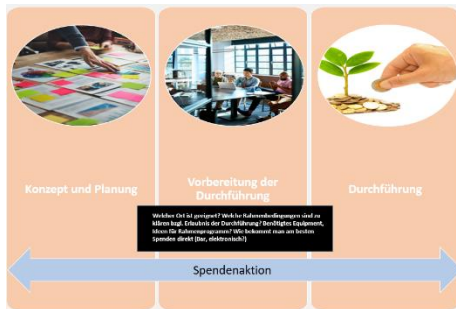 Konzept und Planung
Vorbereitung der
Durchführung
Durchführung
Welcher Ort ist geeignet? Welche Rahmenbedingungen sind zu
klären bzgl. Erlaubnis der Durchführung? Benötigtes Equipment,
Ideen für Rahmenprogramm? Wie bekommt man am besten
Spenden direkt (Bar, elektronisch?)
Spendenaktion